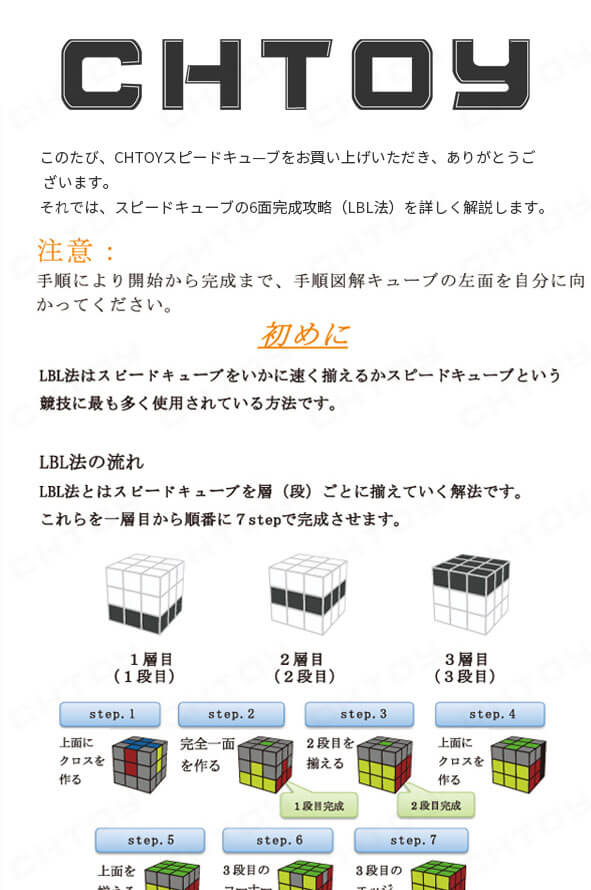 CHTOY
このたび、CHTOYスピードキューブをお買い上げいただき、ありがとうご
ざいます。
それでは、スピードキューブの6面完成攻略（LBL法）を詳しく解説します。
注意：
手順により開始から完成まで、手順図解キューブの左面を自分に向
かってください。
初めに
LBL法はスピードキューブをいかに速く揃えるかスピードキューブという
競技に最も多く使用されている方法です。
LBL法の流れ
LBL法とはスピードキューブを層（段）ごとに揃えていく解法です。
これらを一層目から順番に７stepで完成させます。
１層目
（１段目）
２層目
（２段目）
３層目
（３段目）
step.1
上面に
クロスを
作る
step.2
完全一面
を作る
１段目完成
step.3
２段目を
揃える
２段目完成
step.4
上面に
クロスを
作る
step.5
上面を
step.6
３段目の
step.7
３段目の